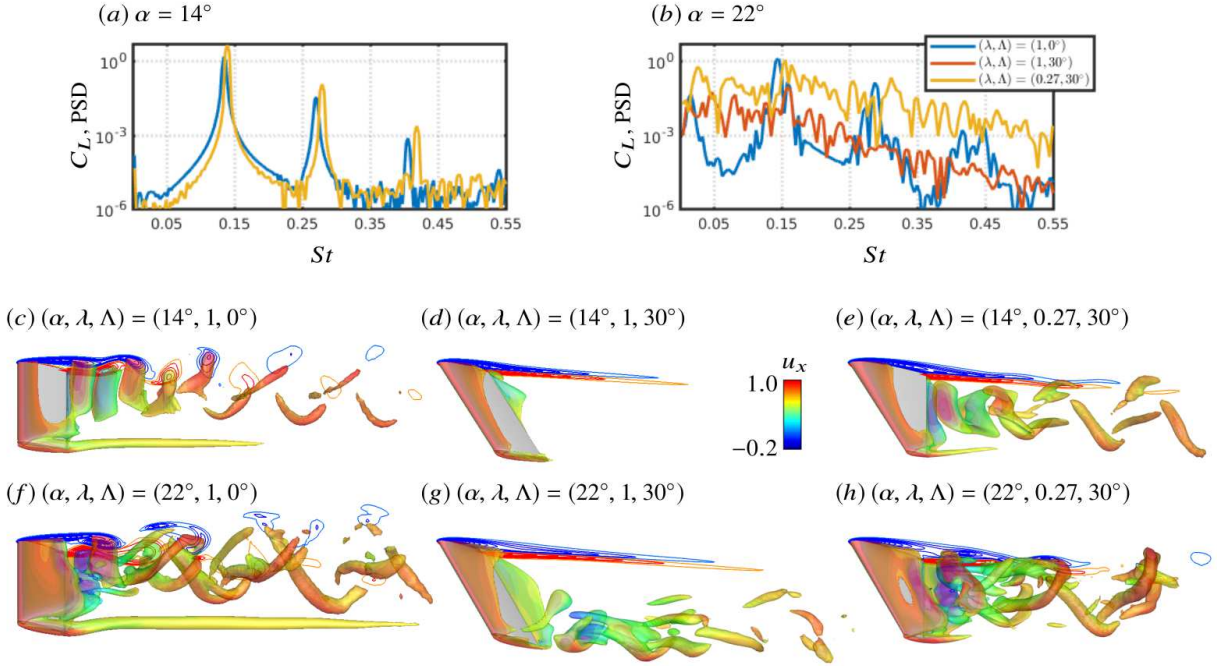 (a) α = 14°
(b) α = 22°
C_L, PSD
10^0
10^-3
10^-6
0.05 0.15 0.25 0.35 0.45 0.55
St
C_L, PSD
10^0
10^-3
10^-6
(λ, Λ) = (1, 0°)
(λ, Λ) = (1, 30°)
(λ, Λ) = (0.27, 30°)
0.05 0.15 0.25 0.35 0.45 0.55
St
(c) (α, λ, Λ) = (14°, 1, 0°)
(d) (α, λ, Λ) = (14°, 1, 30°)
(e) (α, λ, Λ) = (14°, 0.27, 30°)
u_x
1.0
−0.2
(f) (α, λ, Λ) = (22°, 1, 0°)
(g) (α, λ, Λ) = (22°, 1, 30°)
(h) (α, λ, Λ) = (22°, 0.27, 30°)